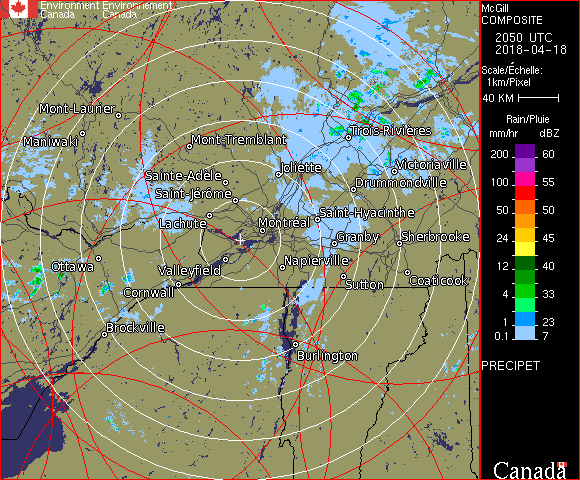 Environment Environnement
Canada Canada
McGill
COMPOSITE
2050 UTC
2018-04-18
Scale/Échelle:
1km/Pixel
40 KM
Rain/Pluie
mm/hr dBZ
200 60
100 55
75 53
50 50
24 45
12 40
4 33
1 23
0.1 7
PRECIPET
Canada
Mont-Laurier
Maniwaki
Mont-Tremblant
Trois-Rivières
Joliette
Victoriaville
Sainte-Adèle
Drummondville
Saint-Jérôme
Saint-Hyacinthe
Lachute
Montréal
Granby
Sherbrooke
Ottawa
Valleyfield
Napierville
Sutton
Coaticook
Cornwall
Brockville
Burlington